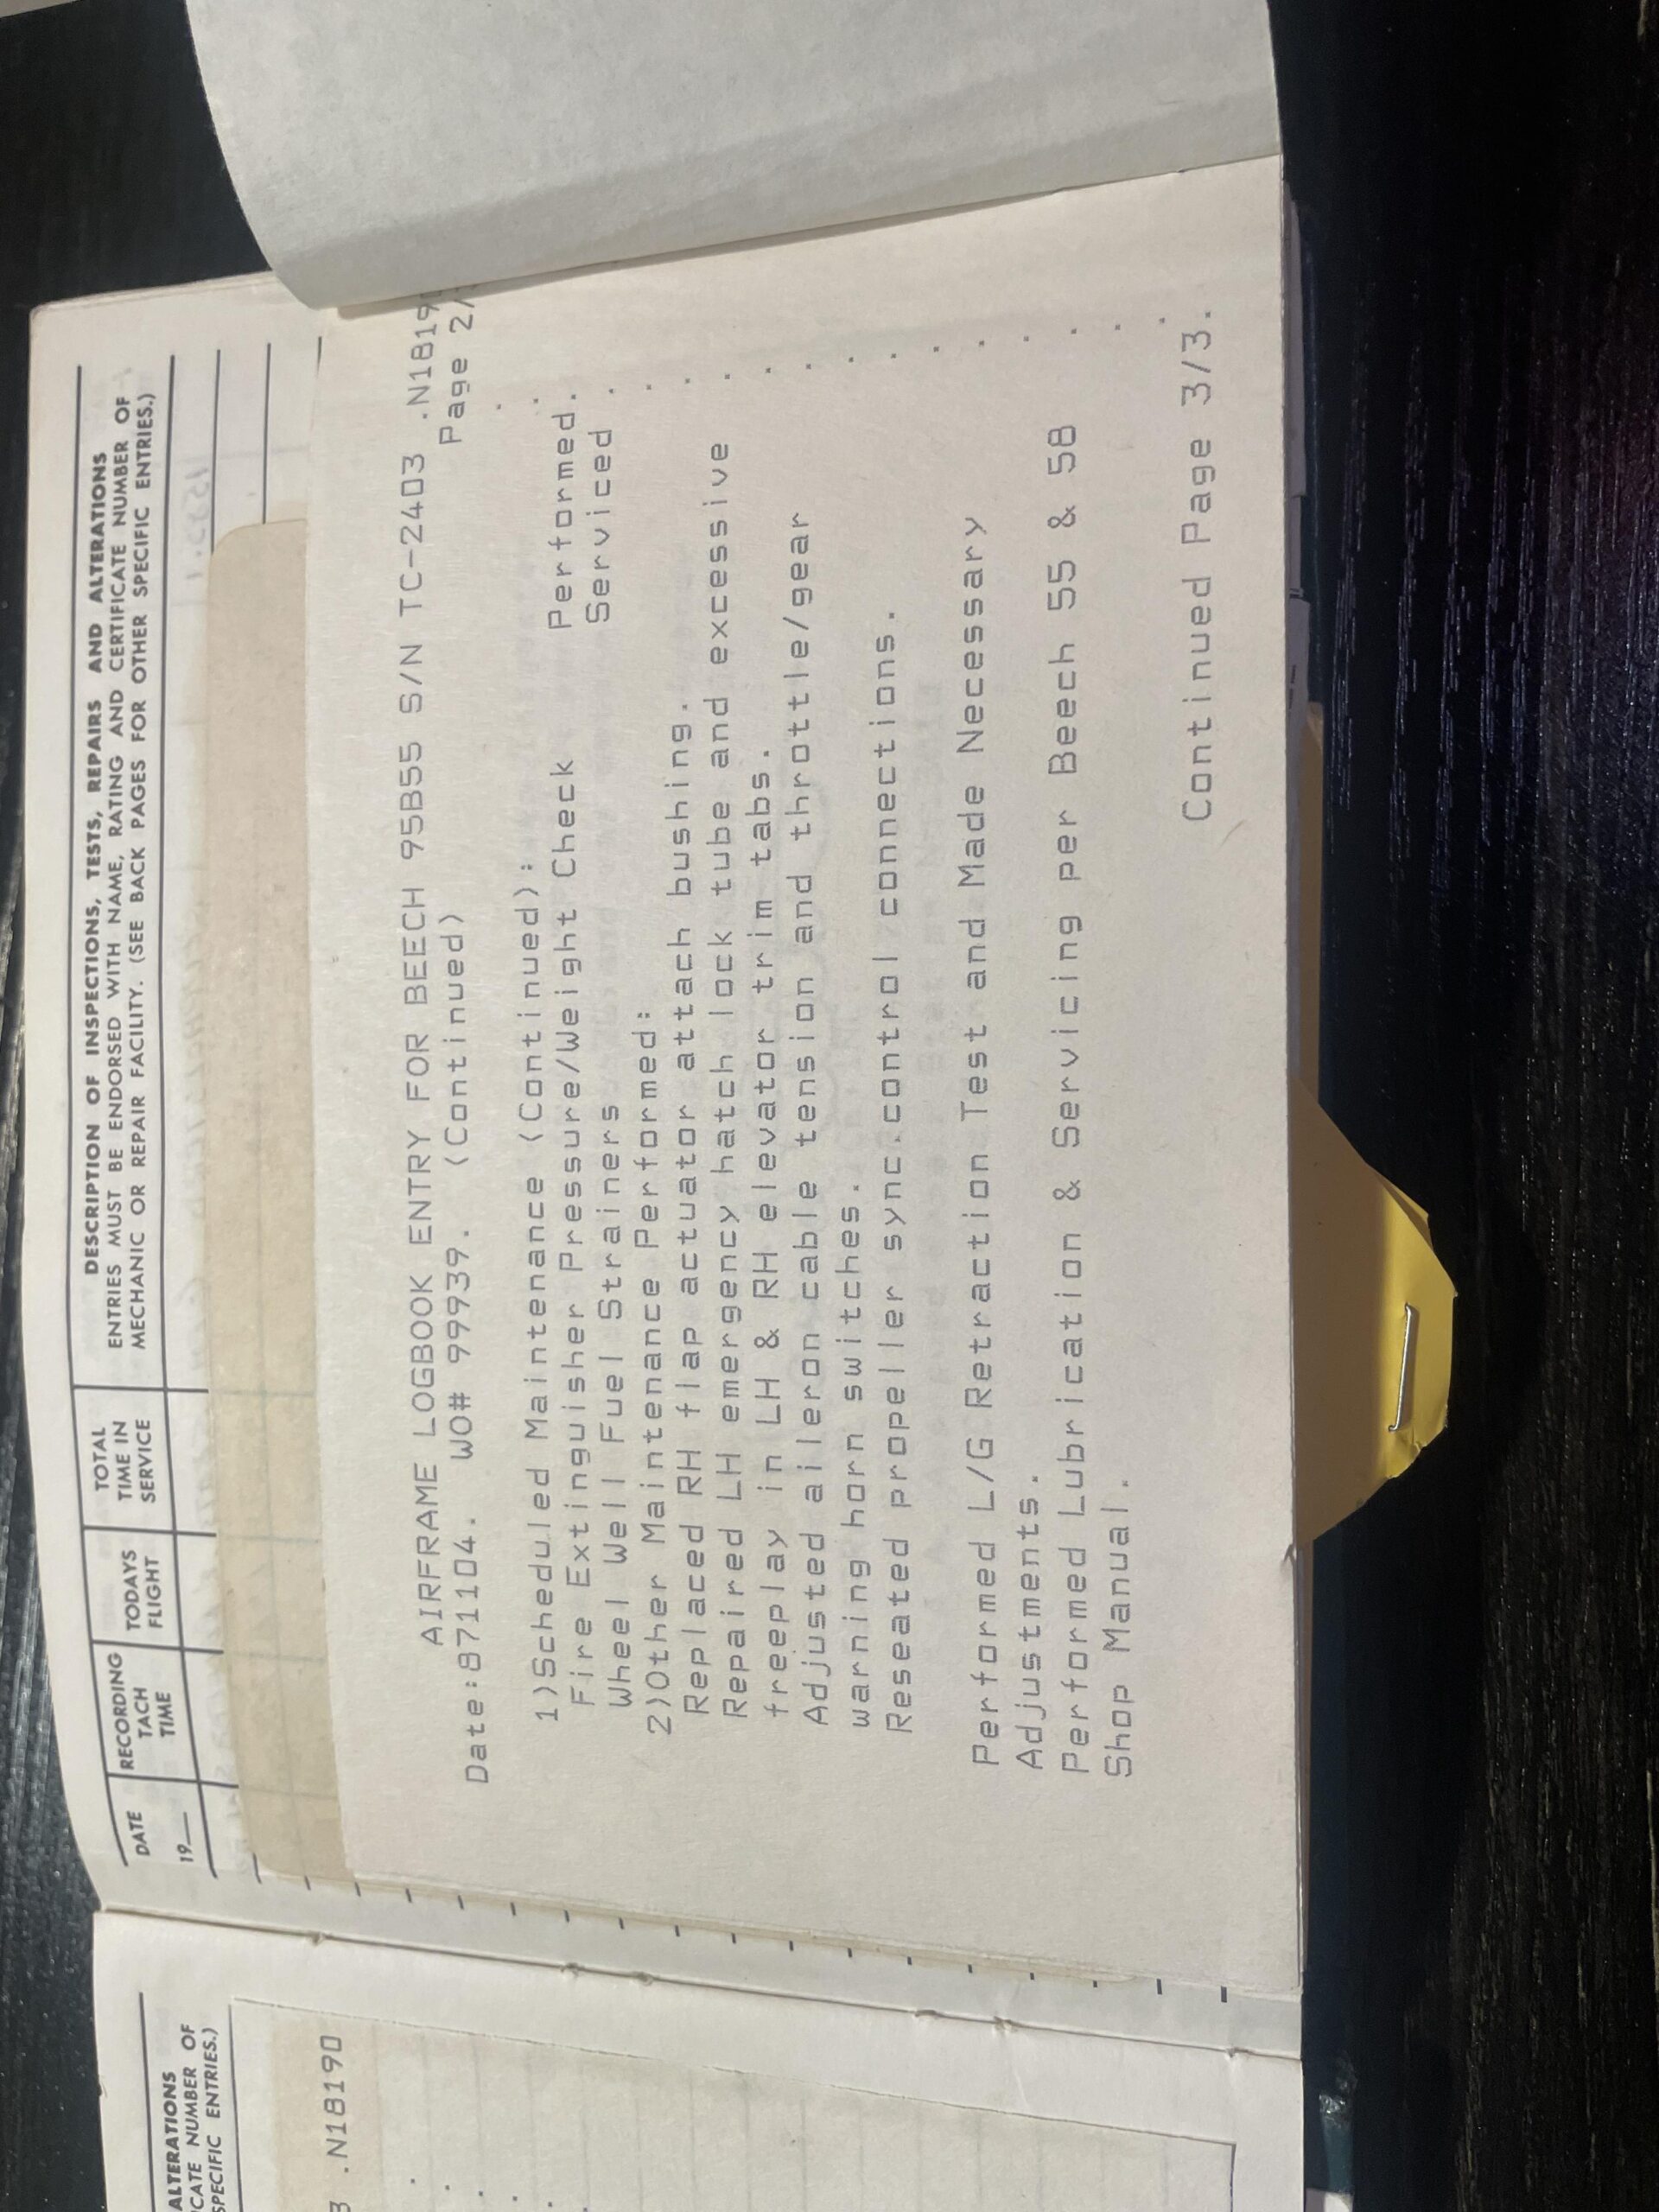 DATE
19__
RECORDING
TACH
TIME
TODAYS
FLIGHT
TOTAL
TIME IN
SERVICE
DESCRIPTION OF INSPECTIONS, TESTS, REPAIRS AND ALTERATIONS
ENTRIES MUST BE ENDORSED WITH NAME, RATING AND CERTIFICATE NUMBER OF
MECHANIC OR REPAIR FACILITY. (SEE BACK PAGES FOR OTHER SPECIFIC ENTRIES.)
AIRFRAME LOGBOOK ENTRY FOR BEECH 95B55 S/N TC-2403 .N1819
Date:871104. WO# 99939. (Continued) Page 2/
1)Scheduled Maintenance (Continued):
Fire Extinguisher Pressure/Weight Check Performed.
Wheel Well Fuel Strainers Serviced
2)Other Maintenance Performed:
Replaced RH flap actuator attach bushing.
Repaired LH emergency hatch lock tube and excessive
freeplay in LH & RH elevator trim tabs.
Adjusted aileron cable tension and throttle/gear
warning horn switches.
Reseated propeller sync.control connections.
Performed L/G Retraction Test and Made Necessary
Adjustments.
Performed Lubrication & Servicing per Beech 55 & 58
Shop Manual.
Continued Page 3/3.
ALTERATIONS
ICATE NUMBER OF
SPECIFIC ENTRIES.)
3 .N18190